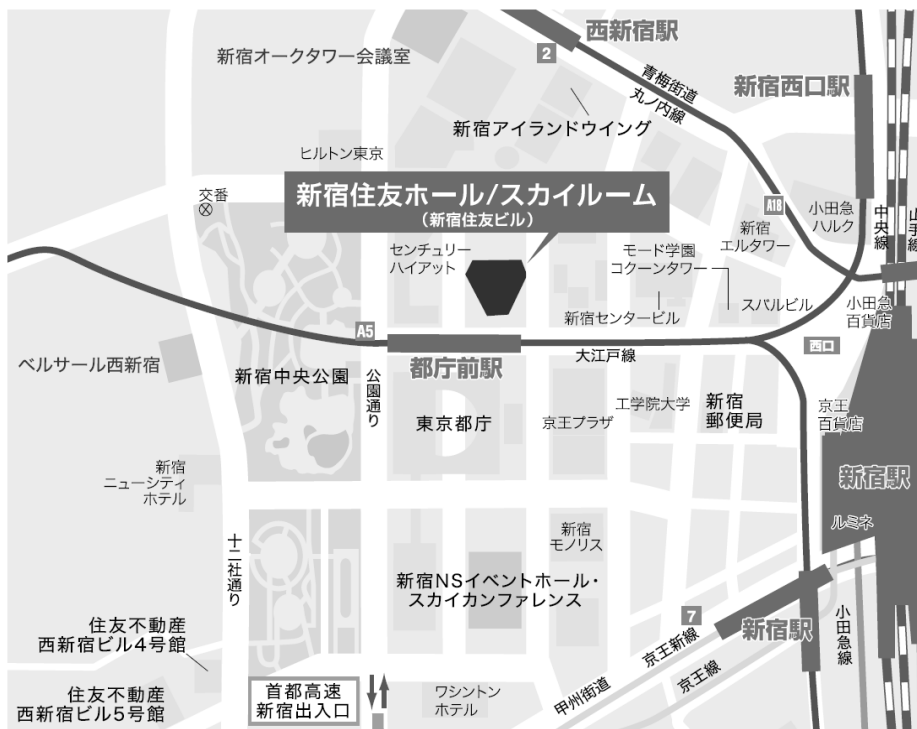 西新宿駅
2
新宿オークタワー会議室
青梅街道
丸ノ内線
新宿西口駅
新宿アイランドウイング
ヒルトン東京
交番
新宿住友ホール/スカイルーム
(新宿住友ビル)
A18
小田急
ハルク
中央線
山手線
新宿
エルタワー
センチュリー
ハイアット
モード学園
コクーンタワー
スバルビル
新宿センタービル
小田急
百貨店
A5
西口
大江戸線
都庁前駅
ベルサール西新宿
新宿中央公園
公園通り
東京都庁
京王プラザ
工学院大学
新宿
郵便局
京王
百貨店
新宿駅
新宿
ニューシティ
ホテル
ルミネ
十二社通り
新宿
モノリス
新宿NSイベントホール・
スカイカンファレンス
7
新宿駅
京王新線
小田急線
住友不動産
西新宿ビル4号館
京王線
甲州街道
住友不動産
西新宿ビル5号館
首都高速
新宿出入口
ワシントン
ホテル